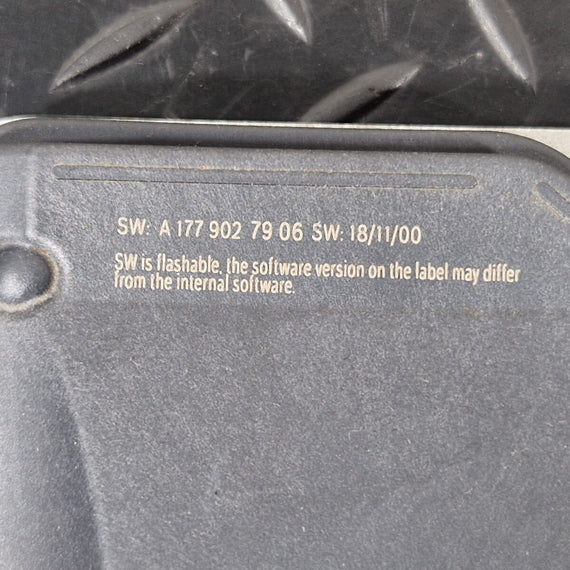 SW: A 177 902 79 06 SW: 18/11/00
SW is flashable, the software version on the label may differ
from the internal software.